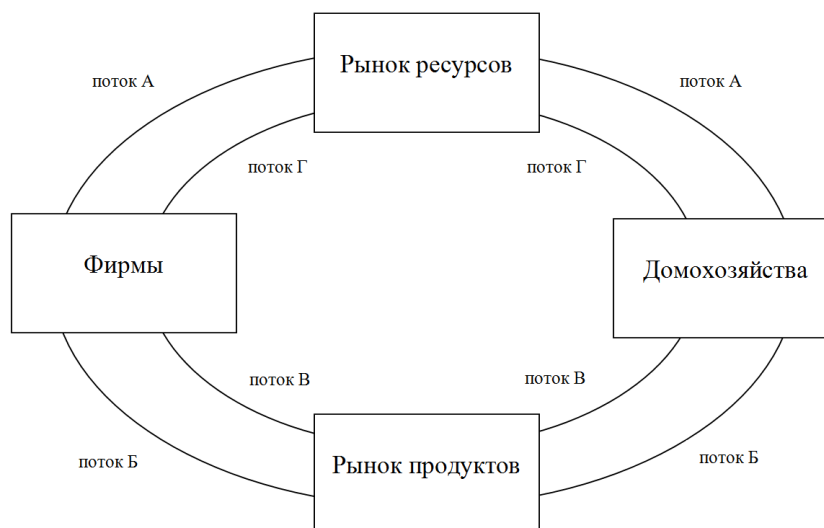 Рынок ресурсов
поток А
поток А
поток Г
поток Г
Фирмы
Домохозяйства
поток В
поток В
поток Б
Рынок продуктов
поток Б